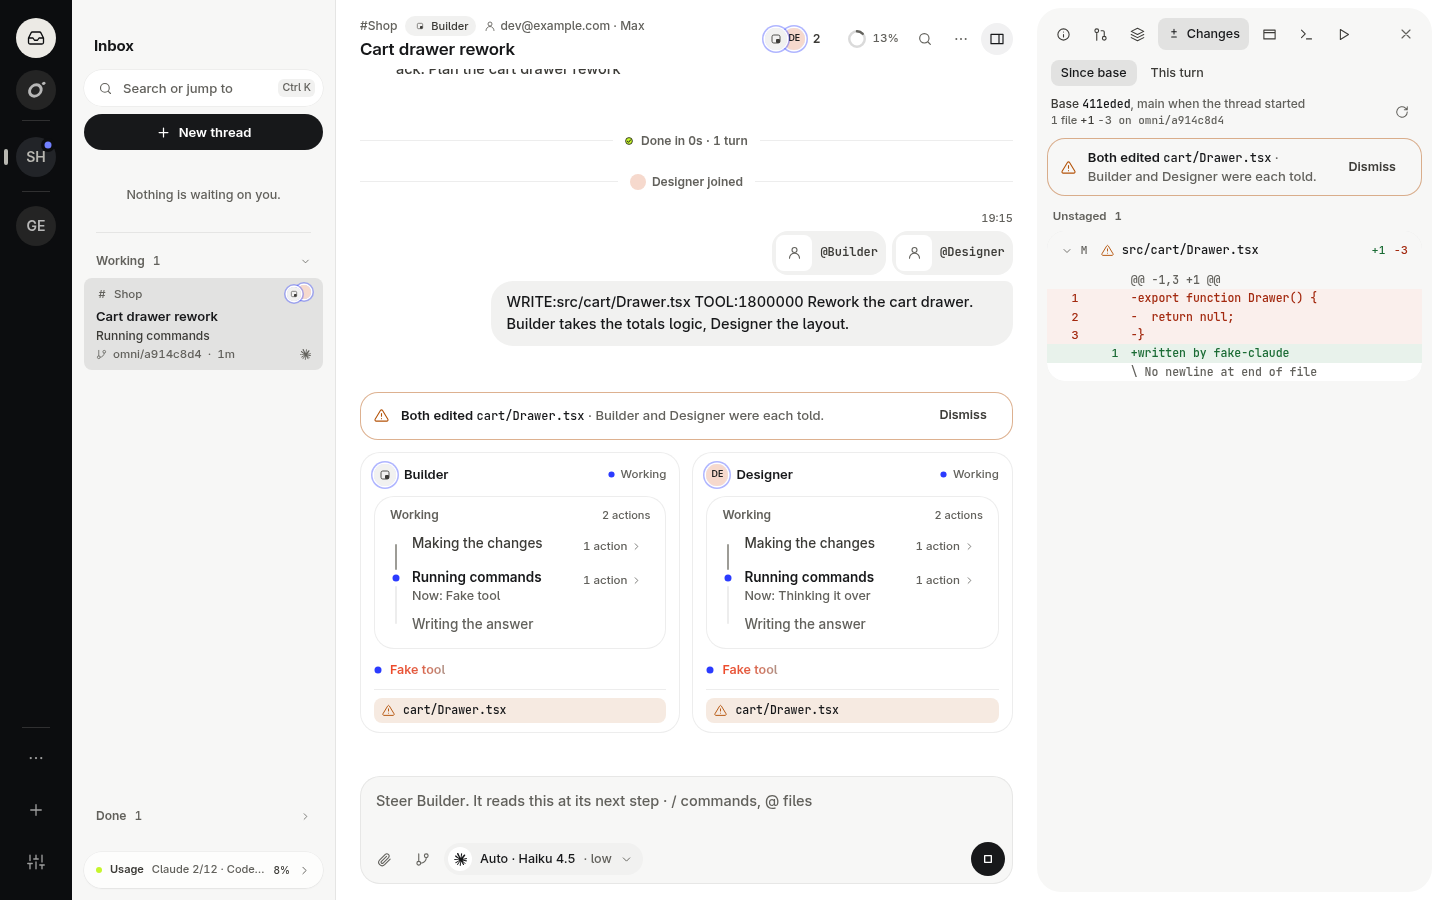 Inbox
Search or jump to
Ctrl K
New thread
SH
GE
Nothing is waiting on you.
Working 1
# Shop
Cart drawer rework
Running commands
omni/a914c8d4 · 1m
Done 1
Usage Claude 2/12 · Code... 8%
#Shop
Builder
dev@example.com · Max
Cart drawer rework
DE
2
13%
ack. Plan the cart drawer rework
Done in 0s · 1 turn
Designer joined
19:15
@Builder
@Designer
WRITE:src/cart/Drawer.tsx TOOL:1800000 Rework the cart drawer.
Builder takes the totals logic, Designer the layout.
Both edited cart/Drawer.tsx · Builder and Designer were each told.
Dismiss
Builder
Working
Working
2 actions
Making the changes
1 action
Running commands
1 action
Now: Fake tool
Writing the answer
Fake tool
cart/Drawer.tsx
DE
Designer
Working
Working
2 actions
Making the changes
1 action
Running commands
1 action
Now: Thinking it over
Writing the answer
Fake tool
cart/Drawer.tsx
Steer Builder. It reads this at its next step · / commands, @ files
Auto · Haiku 4.5 · low
Changes
Since base
This turn
Base 411eded, main when the thread started
1 file +1 -3 on omni/a914c8d4
Both edited cart/Drawer.tsx ·
Builder and Designer were each told.
Dismiss
Unstaged 1
M
src/cart/Drawer.tsx
+1 -3
@@ -1,3 +1 @@
1 -export function Drawer() {
2 -  return null;
3 -}
1 +written by fake-claude
\ No newline at end of file